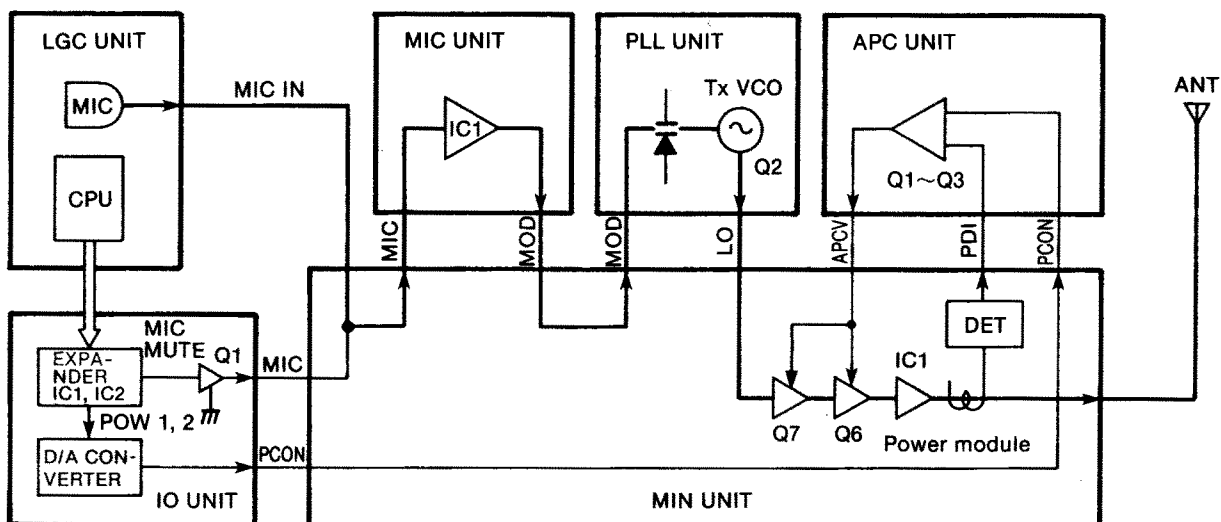 LGC UNIT
MIC
CPU
MIC IN
MIC UNIT
IC1
PLL UNIT
Tx VCO
Q2
APC UNIT
Q1～Q3
ANT
MIC
MOD
MOD
LO
APCV
PDI
PCON
MIC
MUTE
Q1
EXPA-
NDER
IC1, IC2
MIC
POW 1, 2
D/A CON-
VERTER
IO UNIT
PCON
DET
IC1
Q7
Q6
Power module
MIN UNIT